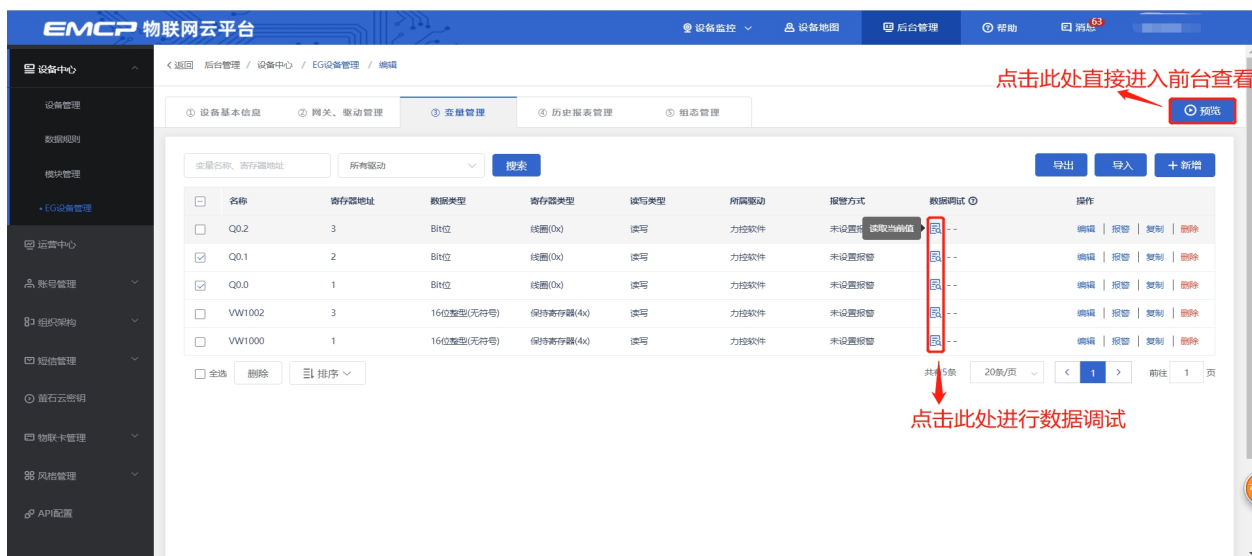 EMCP 物联网云平台
设备监控 设备地图 后台管理 帮助 消息 63
设备中心
设备管理
数据规则
模块管理
• EG设备管理
运营中心
账号管理
组织架构
短信管理
萤石云密钥
物联卡管理
风格管理
API配置
< 返回 后台管理 / 设备中心 / EG设备管理 / 编辑
点击此处直接进入前台查看
① 设备基本信息 ② 网关、驱动管理 ③ 变量管理 ④ 历史报表管理 ⑤ 组态管理 预览
变量名称、寄存器地址 所有驱动 搜索 导出 导入 + 新增
名称 寄存器地址 数据类型 寄存器类型 读写类型 所属驱动 报警方式 数据调试 操作
Q0.2 3 Bit位 线圈(0x) 读写 力控软件 未设置报 读取当前值 - - 编辑 | 报警 | 复制 | 删除
Q0.1 2 Bit位 线圈(0x) 读写 力控软件 未设置报警 - - 编辑 | 报警 | 复制 | 删除
Q0.0 1 Bit位 线圈(0x) 读写 力控软件 未设置报警 - - 编辑 | 报警 | 复制 | 删除
VW1002 3 16位整型(无符号) 保持寄存器(4x) 读写 力控软件 未设置报警 - - 编辑 | 报警 | 复制 | 删除
VW1000 1 16位整型(无符号) 保持寄存器(4x) 读写 力控软件 未设置报警 - - 编辑 | 报警 | 复制 | 删除
全选 删除 排序 共有5条 20条/页 < 1 > 前往 1 页
点击此处进行数据调试